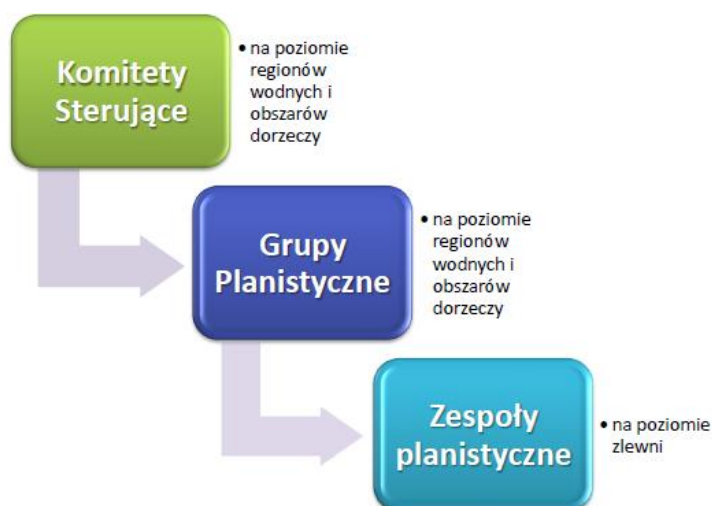 Komitety
Sterujące
• na poziomie
regionów
wodnych i
obszarów
dorzeczy
Grupy
Planistyczne
• na poziomie
regionów
wodnych i
obszarów
dorzeczy
Zespoły
planistyczne
• na poziomie
zlewni